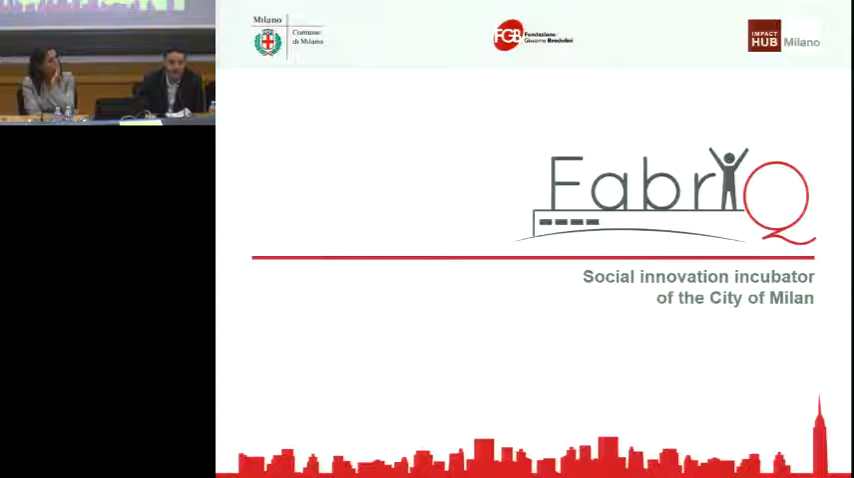 Milano
Comune
di Milano
FGB
Fondazione
Giacomo Brodolini
IMPACT
HUB
Milano
FabriQ
Social innovation incubator
of the City of Milan